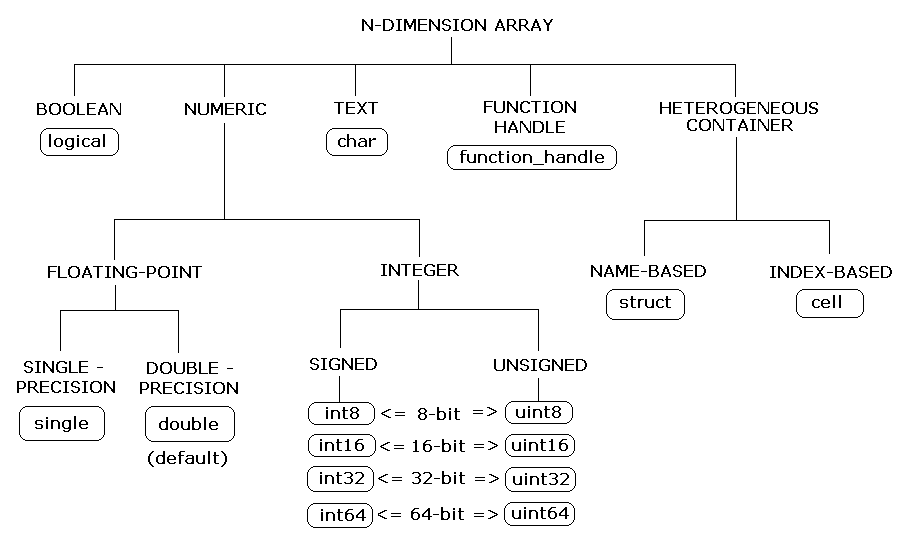 N-DIMENSION ARRAY
BOOLEAN
logical
NUMERIC
TEXT
char
FUNCTION
HANDLE
function_handle
HETEROGENEOUS
CONTAINER
FLOATING-POINT
INTEGER
NAME-BASED
struct
INDEX-BASED
cell
SINGLE -
PRECISION
single
DOUBLE -
PRECISION
double
(default)
SIGNED
UNSIGNED
int8 <= 8-bit => uint8
int16 <= 16-bit => uint16
int32 <= 32-bit => uint32
int64 <= 64-bit => uint64